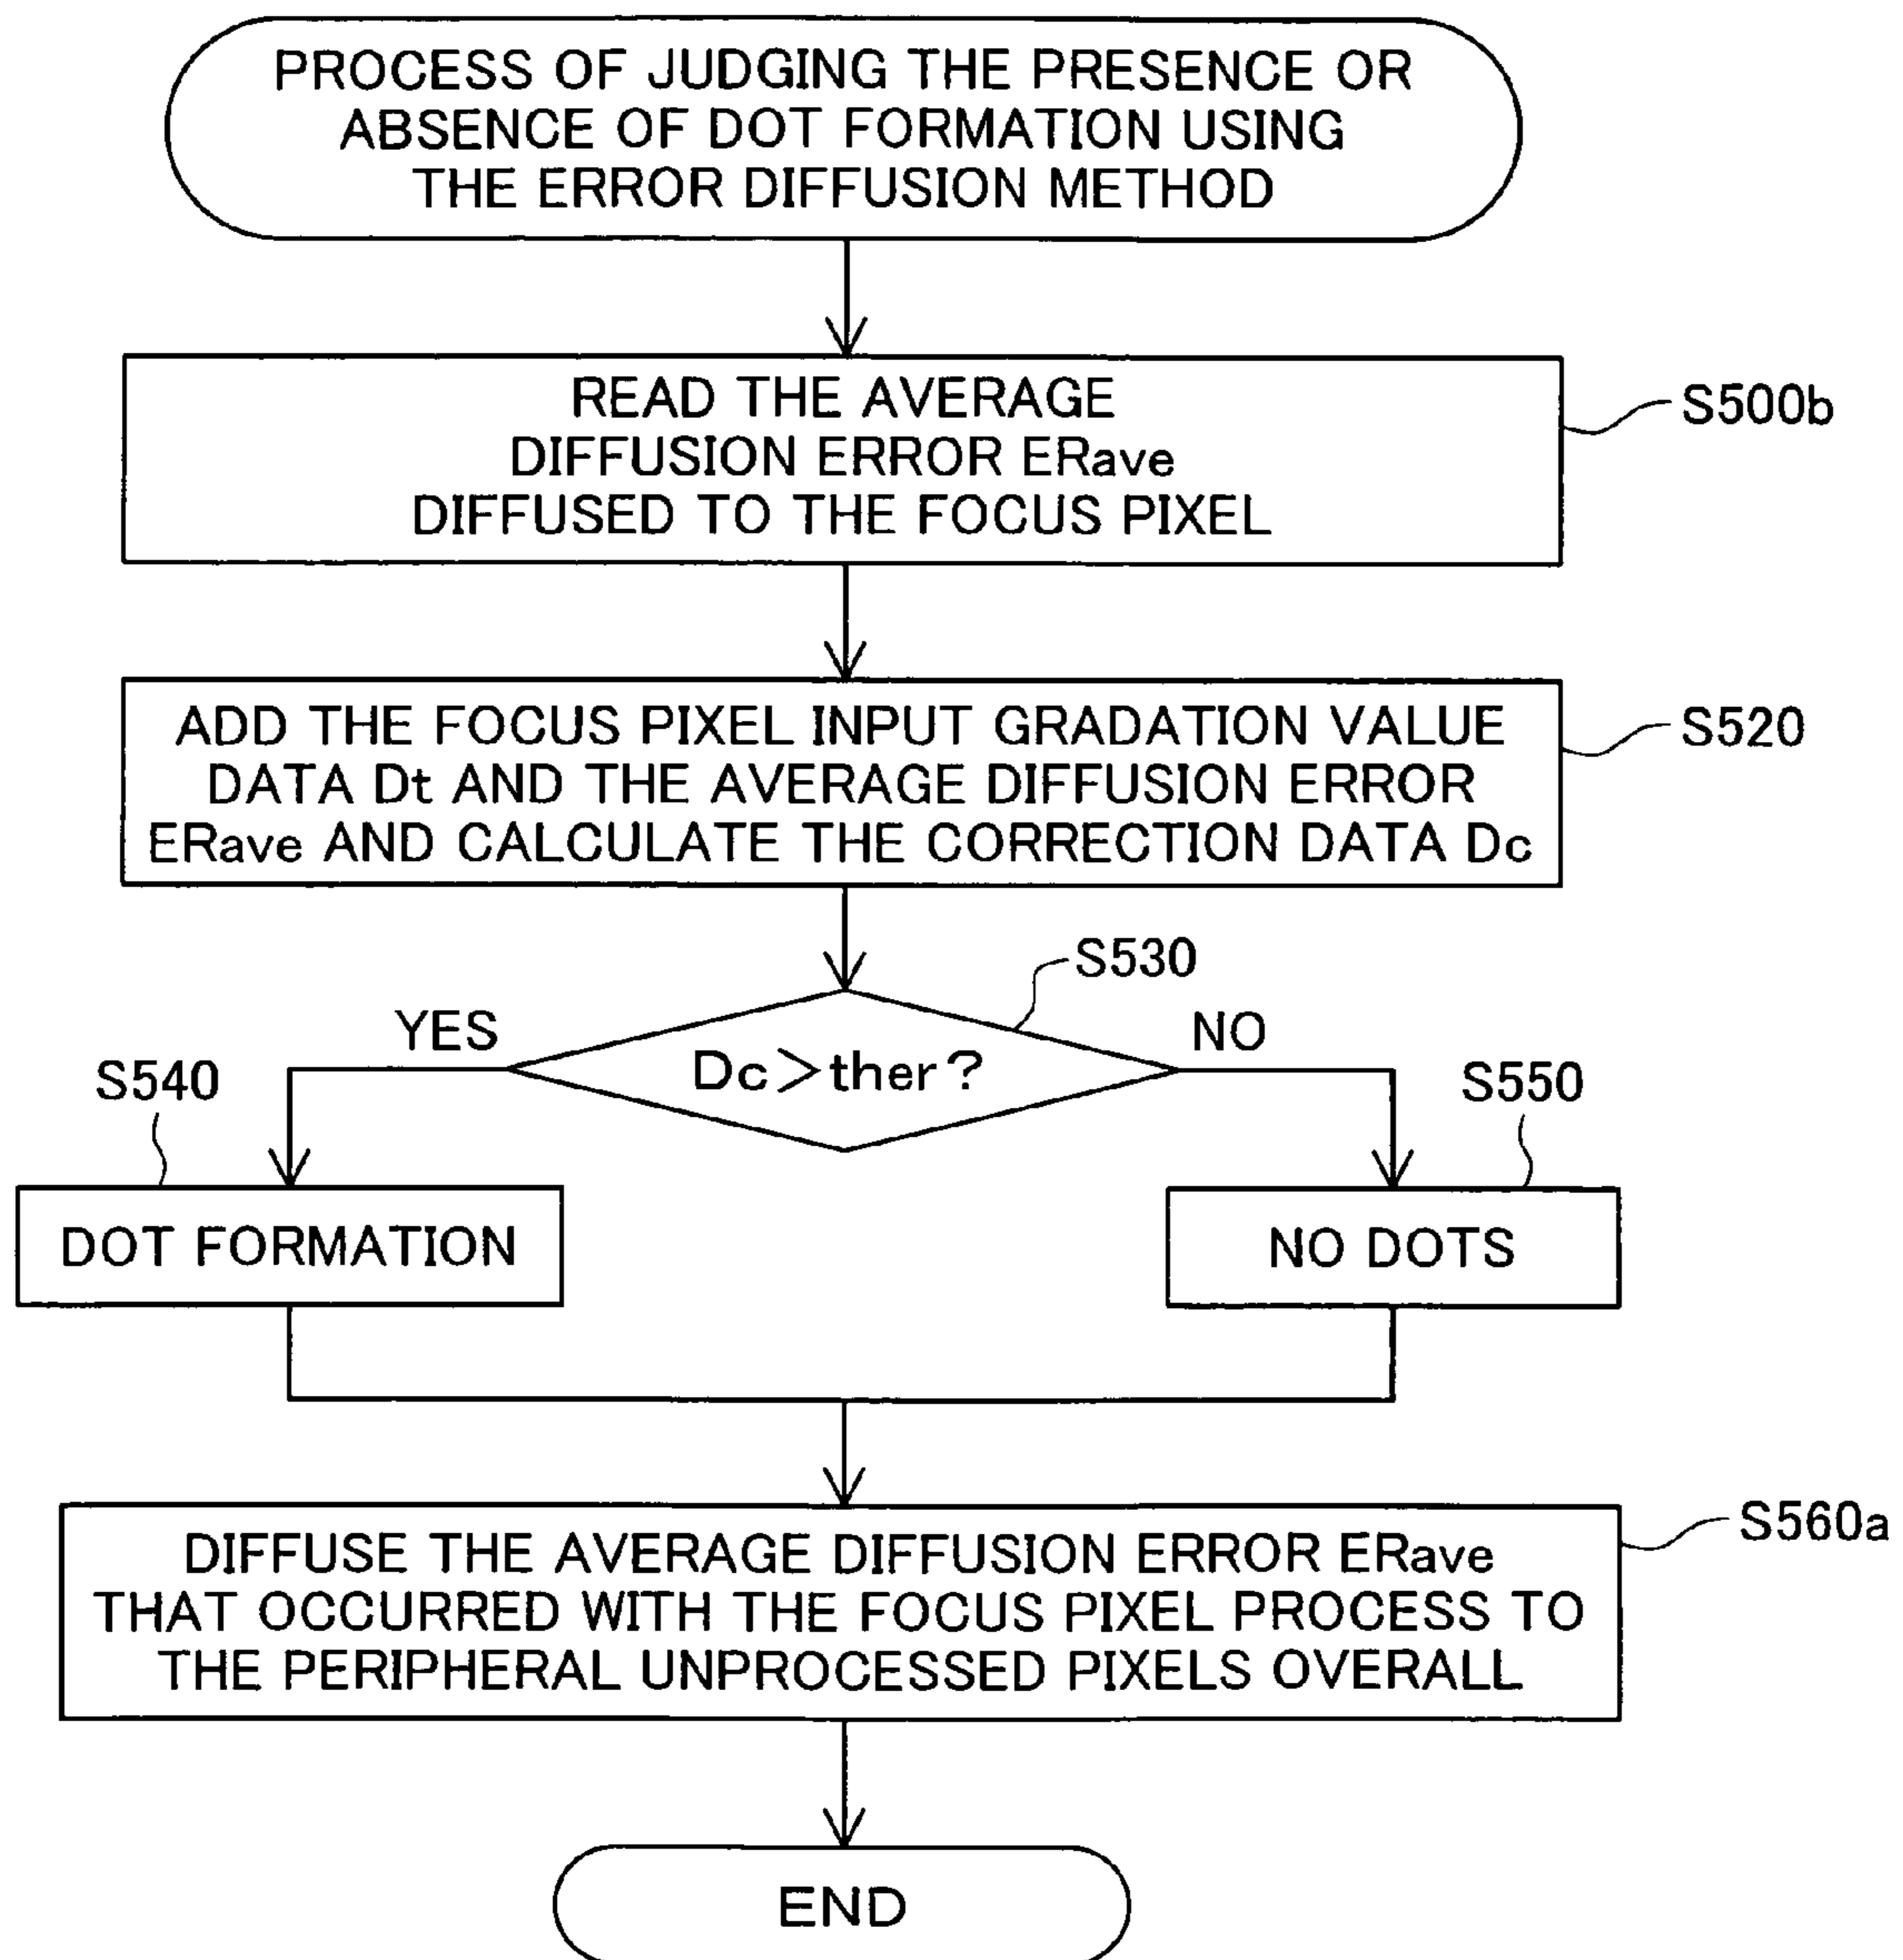 PROCESS OF JUDGING THE PRESENCE OR
ABSENCE OF DOT FORMATION USING
THE ERROR DIFFUSION METHOD
READ THE AVERAGE
DIFFUSION ERROR ERave
DIFFUSED TO THE FOCUS PIXEL
S500b
ADD THE FOCUS PIXEL INPUT GRADATION VALUE
DATA Dt AND THE AVERAGE DIFFUSION ERROR
ERave AND CALCULATE THE CORRECTION DATA Dc
S520
S530
YES
NO
Dc>ther?
S540
S550
DOT FORMATION
NO DOTS
DIFFUSE THE AVERAGE DIFFUSION ERROR ERave
THAT OCCURRED WITH THE FOCUS PIXEL PROCESS TO
THE PERIPHERAL UNPROCESSED PIXELS OVERALL
S560a
END